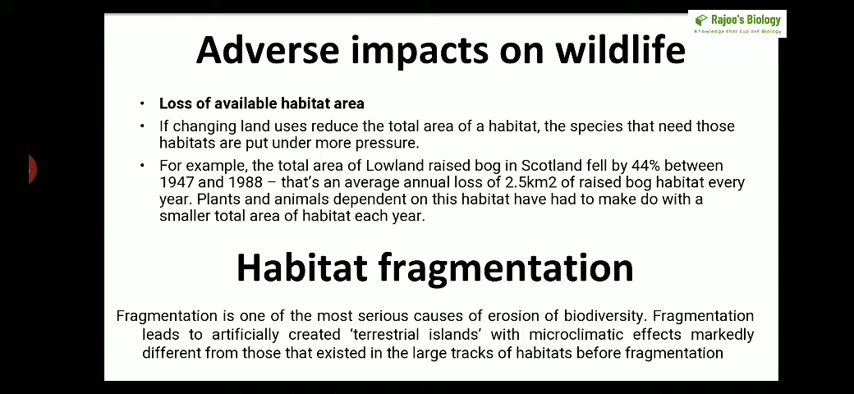 Rajoo's Biology
Knowledge that Explore Biology
Adverse impacts on wildlife
• Loss of available habitat area
• If changing land uses reduce the total area of a habitat, the species that need those
habitats are put under more pressure.
• For example, the total area of Lowland raised bog in Scotland fell by 44% between
1947 and 1988 – that's an average annual loss of 2.5km2 of raised bog habitat every
year. Plants and animals dependent on this habitat have had to make do with a
smaller total area of habitat each year.
Habitat fragmentation
Fragmentation is one of the most serious causes of erosion of biodiversity. Fragmentation
leads to artificially created ‘terrestrial islands’ with microclimatic effects markedly
different from those that existed in the large tracks of habitats before fragmentation